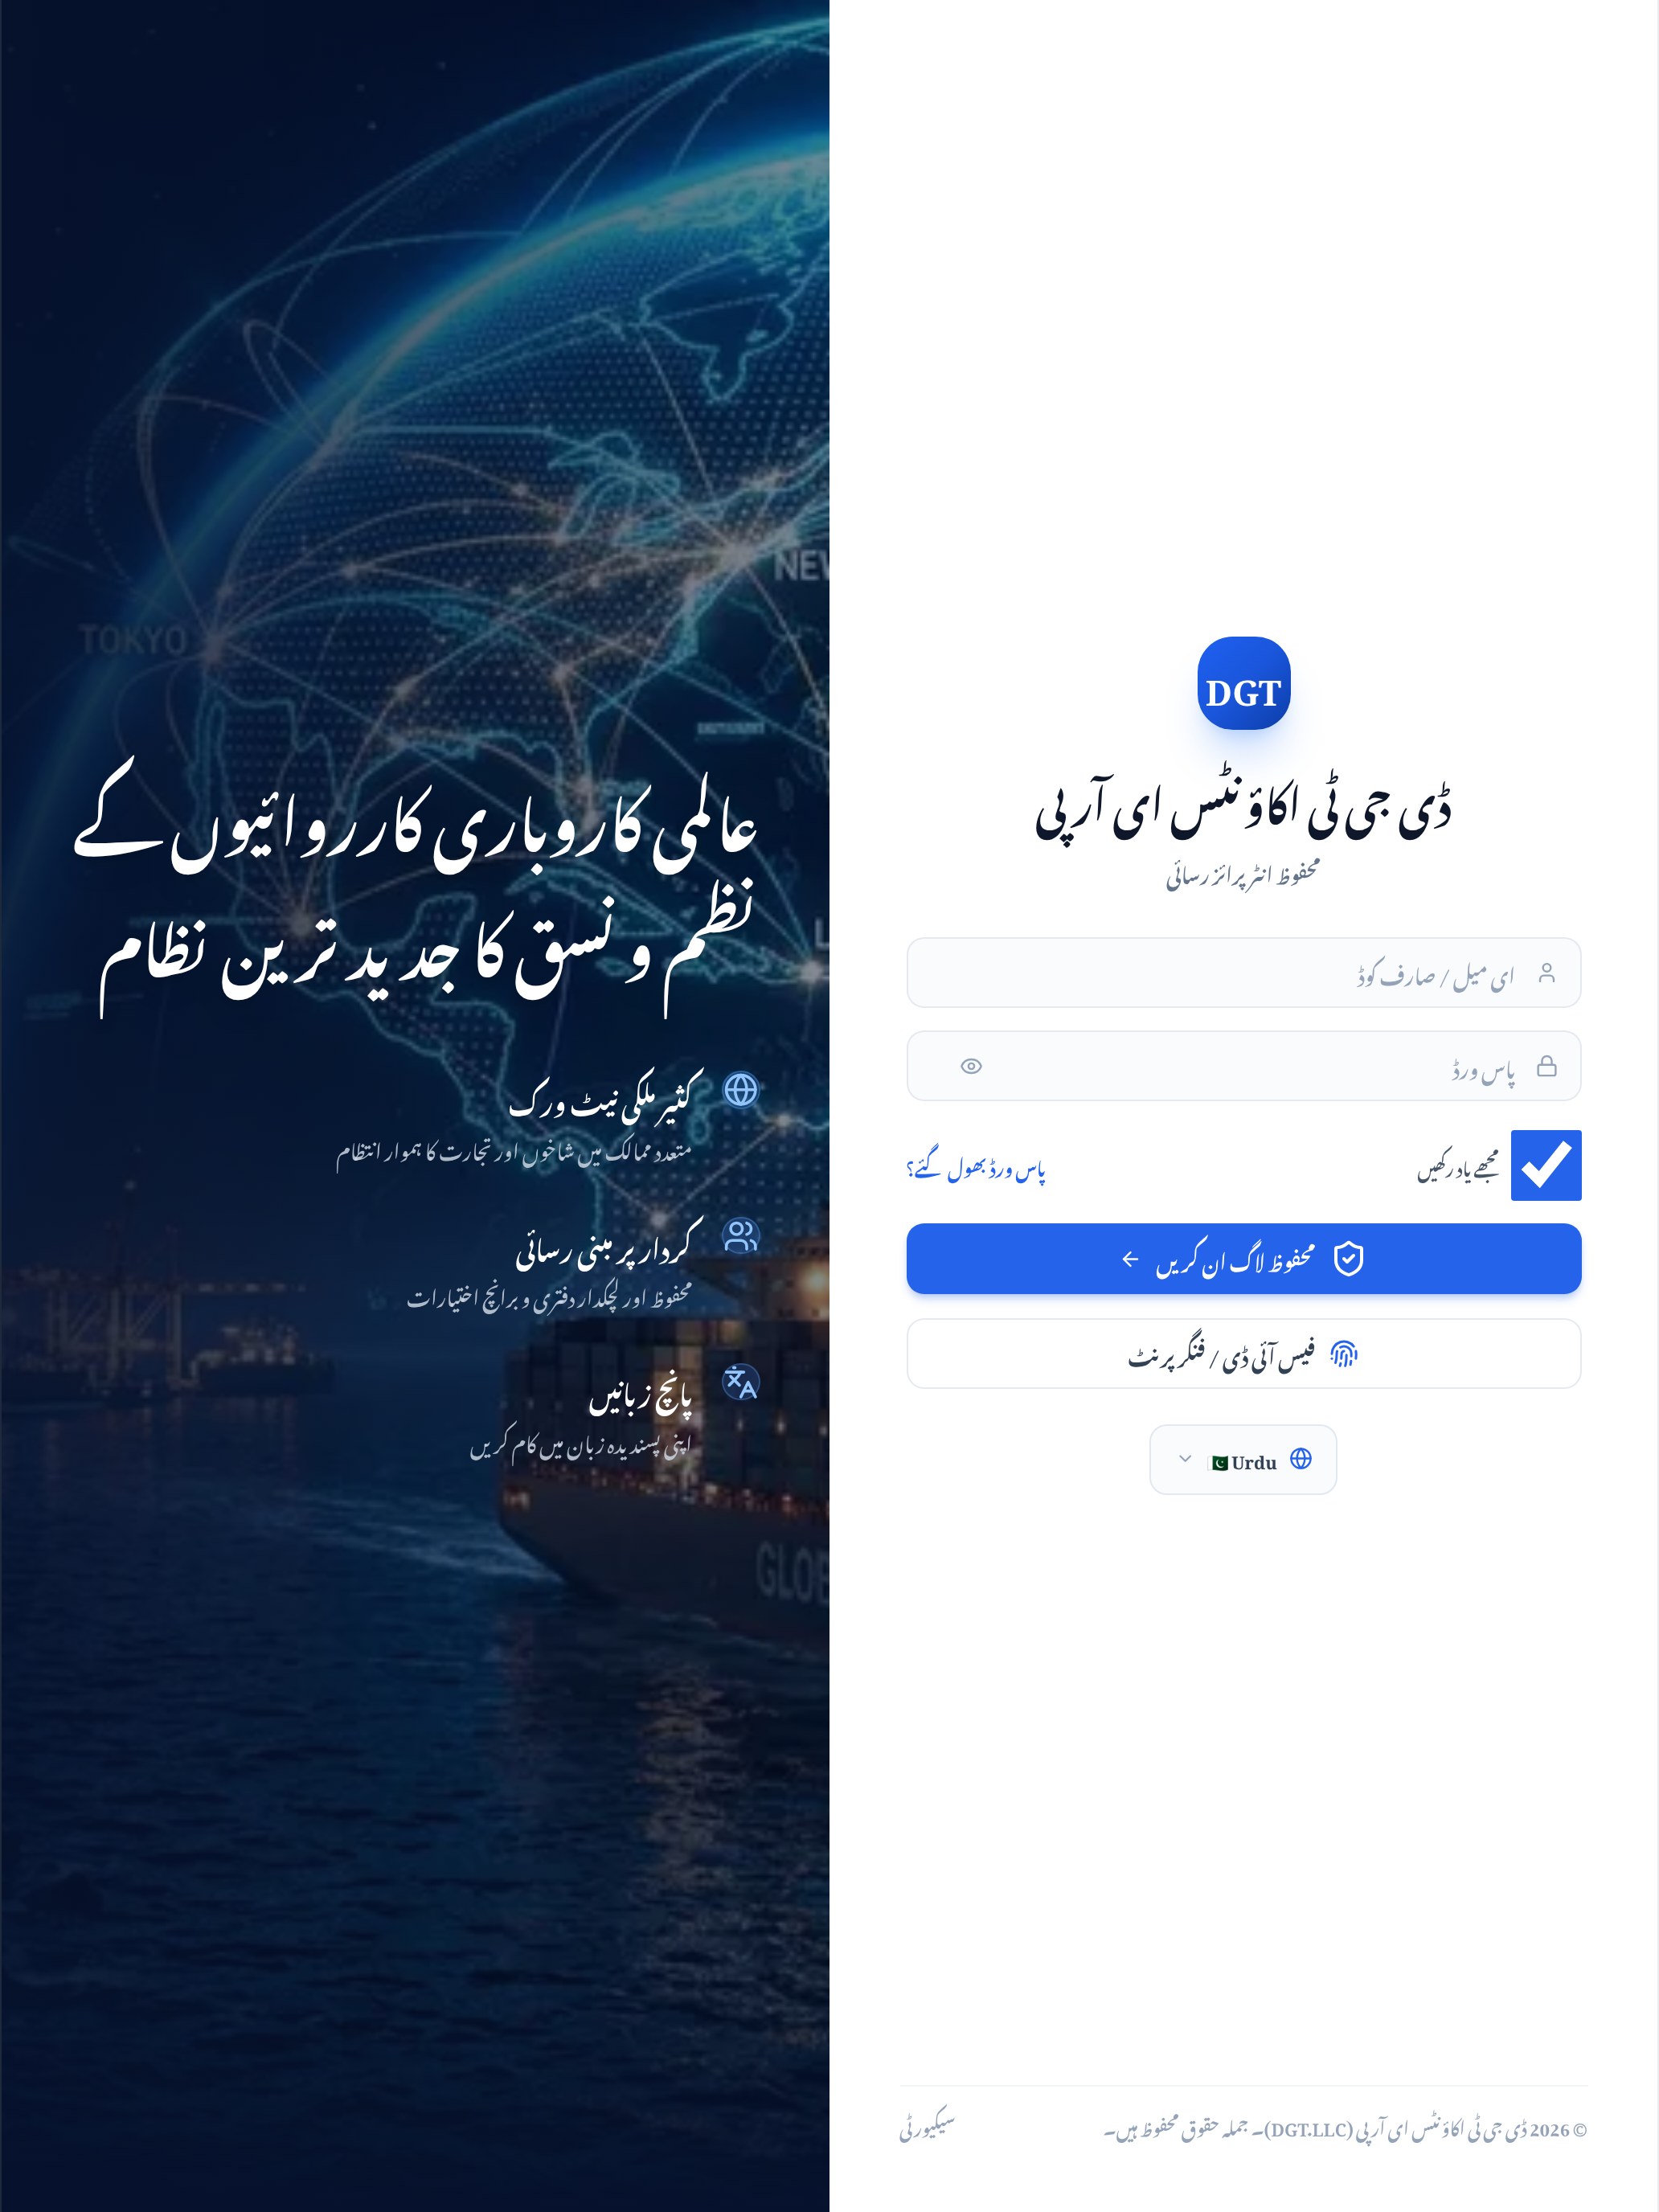 DGT
ڈی جی ٹی اکاؤنٹس ای آر پی
محفوظ انٹرپرائز رسائی
ای میل / صارف کوڈ
پاس ورڈ
مجھے یاد رکھیں
پاس ورڈ بھول گئے؟
محفوظ لاگ ان کریں
فیس آئی ڈی / فنگر پرنٹ
Urdu
© 2026 ڈی جی ٹی اکاؤنٹس ای آر پی (DGT.LLC)۔ جملہ حقوق محفوظ ہیں۔
سیکیورٹی
TOKYO
عالمی کاروباری کارروائیوں کے
نظم و نسق کا جدید ترین نظام
کثیر ملکی نیٹ ورک
متعدد ممالک میں شاخوں اور تجارت کا ہموار انتظام
کردار پر مبنی رسائی
محفوظ اور لچکدار دفتری و برانچ اختیارات
پانچ زبانیں
اپنی پسندیدہ زبان میں کام کریں